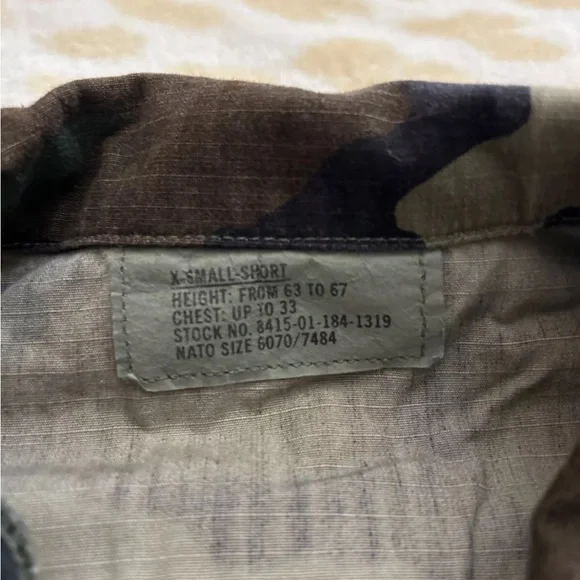 X-SMALL-SHORT
HEIGHT: FROM 63 TO 67
CHEST: UP TO 33
STOCK NO. 8415-01-184-1319
NATO SIZE 6070/7484